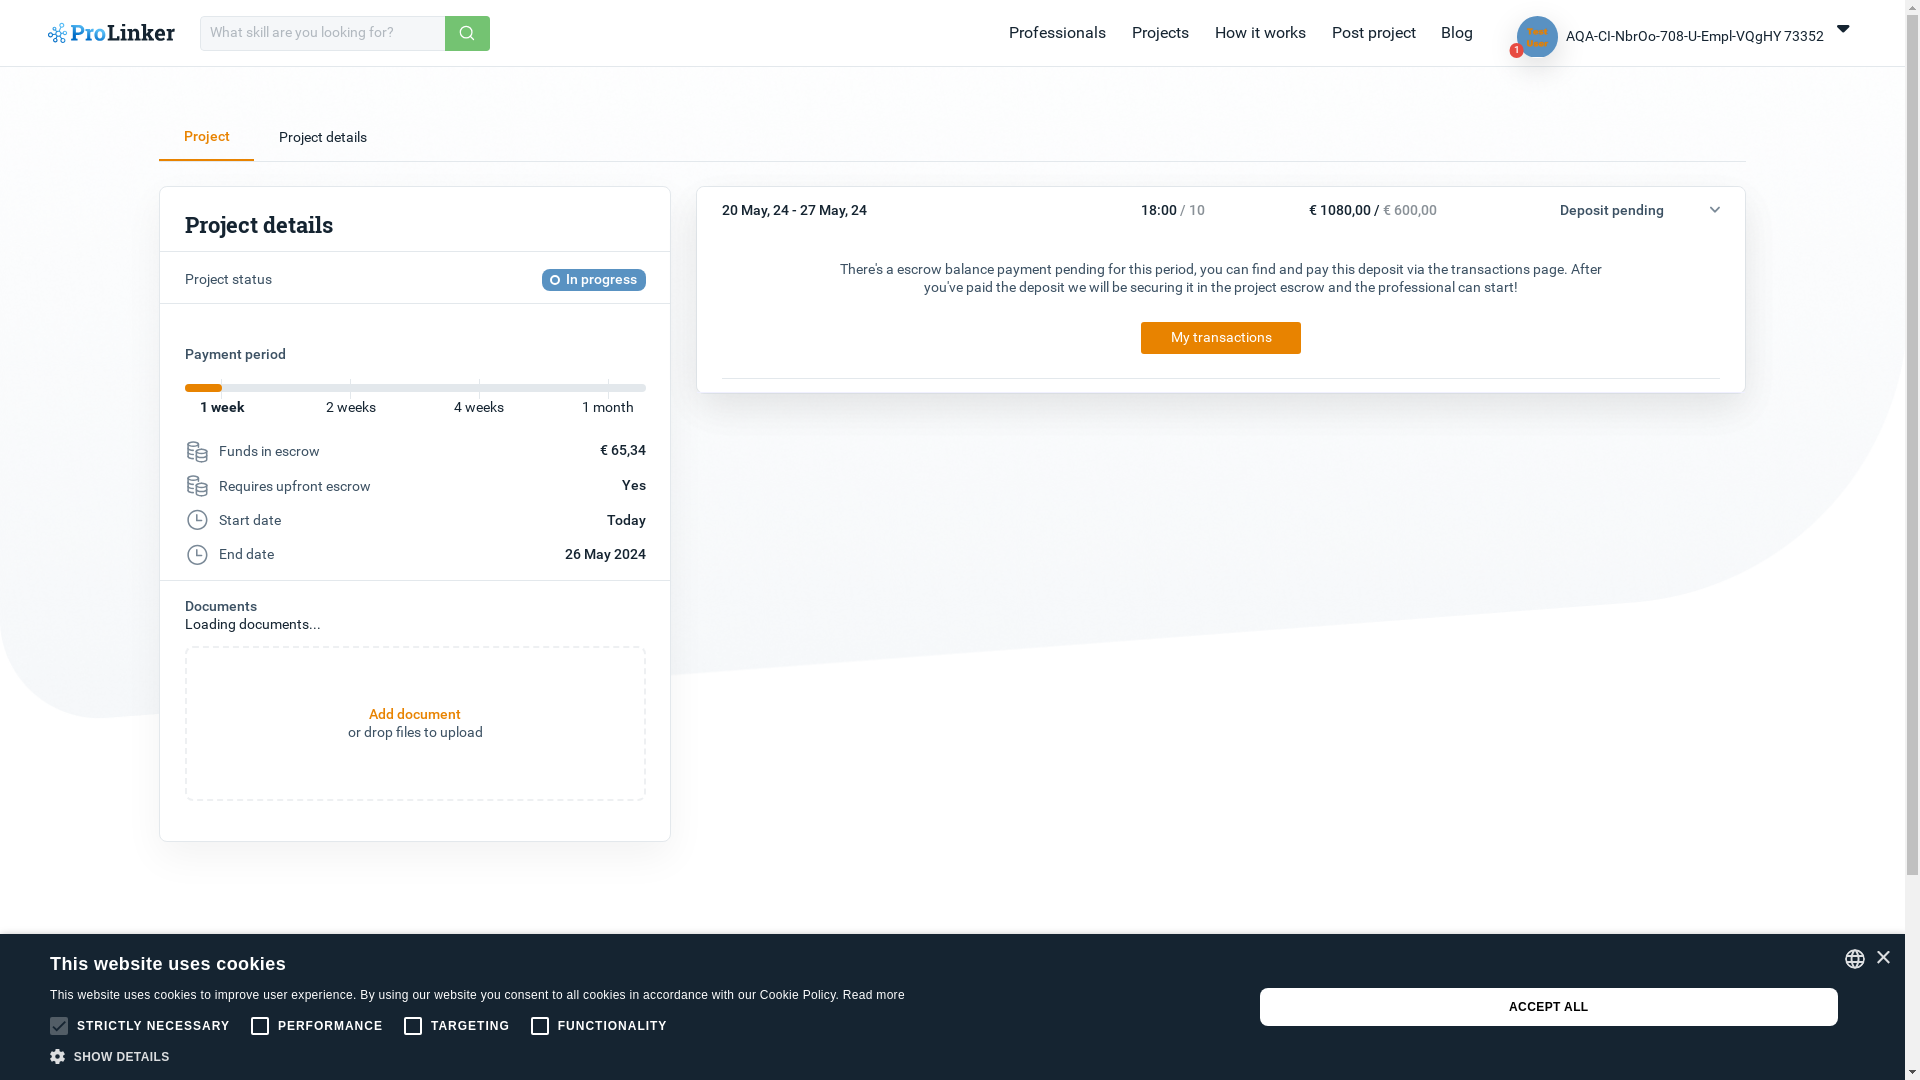 ProLinker
What skill are you looking for?
Professionals
Projects
How it works
Post project
Blog
Test
User
1
AQA-CI-NbrOo-708-U-Empl-VQgHY 73352
Project
Project details
Project details
Project status
In progress
Payment period
1 week
2 weeks
4 weeks
1 month
Funds in escrow
€ 65,34
Requires upfront escrow
Yes
Start date
Today
End date
26 May 2024
Documents
Loading documents...
Add document
or drop files to upload
20 May, 24 - 27 May, 24
18:00 / 10
€ 1080,00 / € 600,00
Deposit pending
There's a escrow balance payment pending for this period, you can find and pay this deposit via the transactions page. After
you've paid the deposit we will be securing it in the project escrow and the professional can start!
My transactions
This website uses cookies
This website uses cookies to improve user experience. By using our website you consent to all cookies in accordance with our Cookie Policy. Read more
STRICTLY NECESSARY
PERFORMANCE
TARGETING
FUNCTIONALITY
SHOW DETAILS
ACCEPT ALL